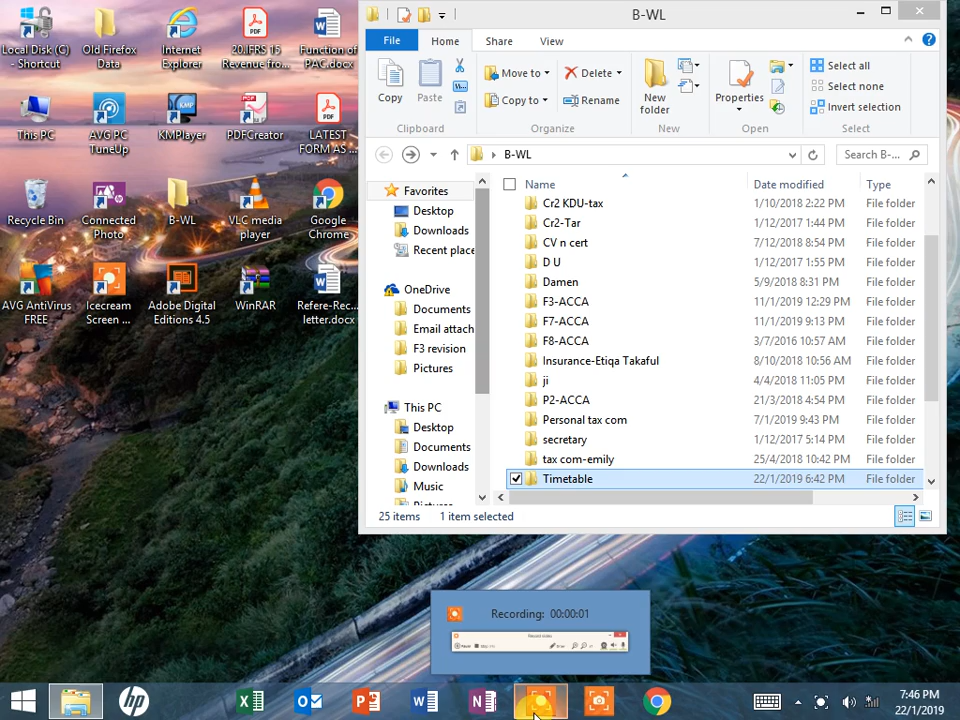 Local Disk (C)
- Shortcut
Old Firefox
Data
Internet
Explorer
20.IFRS 15
Revenue fro...
Function of
PAC.docx
This PC
AVG PC
TuneUp
KMPlayer
PDFCreator
LATEST
FORM AS ...
Recycle Bin
Connected
Photo
B-WL
VLC media
player
Google
Chrome
AVG AntiVirus
FREE
Icecream
Screen ...
Adobe Digital
Editions 4.5
WinRAR
Refere-Rec...
letter.docx
B-WL
File Home Share View
Copy Paste
Move to Copy to
Delete Rename
New
folder
Properties
Select all
Select none
Invert selection
Clipboard Organize New Open Select
B-WL
Search B-...
Favorites
Desktop
Downloads
Recent place
OneDrive
Documents
Email attach
F3 revision
Pictures
This PC
Desktop
Documents
Downloads
Music
Pictures
Name Date modified Type
Cr2 KDU-tax 1/10/2018 2:22 PM File folder
Cr2-Tar 1/12/2017 1:44 PM File folder
CV n cert 7/12/2018 8:54 PM File folder
D U 1/12/2017 1:55 PM File folder
Damen 5/9/2018 8:31 PM File folder
F3-ACCA 11/1/2019 12:29 PM File folder
F7-ACCA 11/1/2019 9:13 PM File folder
F8-ACCA 3/7/2016 10:57 AM File folder
Insurance-Etiqa Takaful 8/10/2018 10:56 AM File folder
ji 4/4/2018 11:05 PM File folder
P2-ACCA 21/3/2018 4:54 PM File folder
Personal tax com 7/1/2019 9:43 PM File folder
secretary 1/12/2017 5:14 PM File folder
tax com-emily 25/4/2018 10:42 PM File folder
Timetable 22/1/2019 6:42 PM File folder
25 items 1 item selected
Recording: 00:00:01
Record video
Pause
7:46 PM
22/1/2019